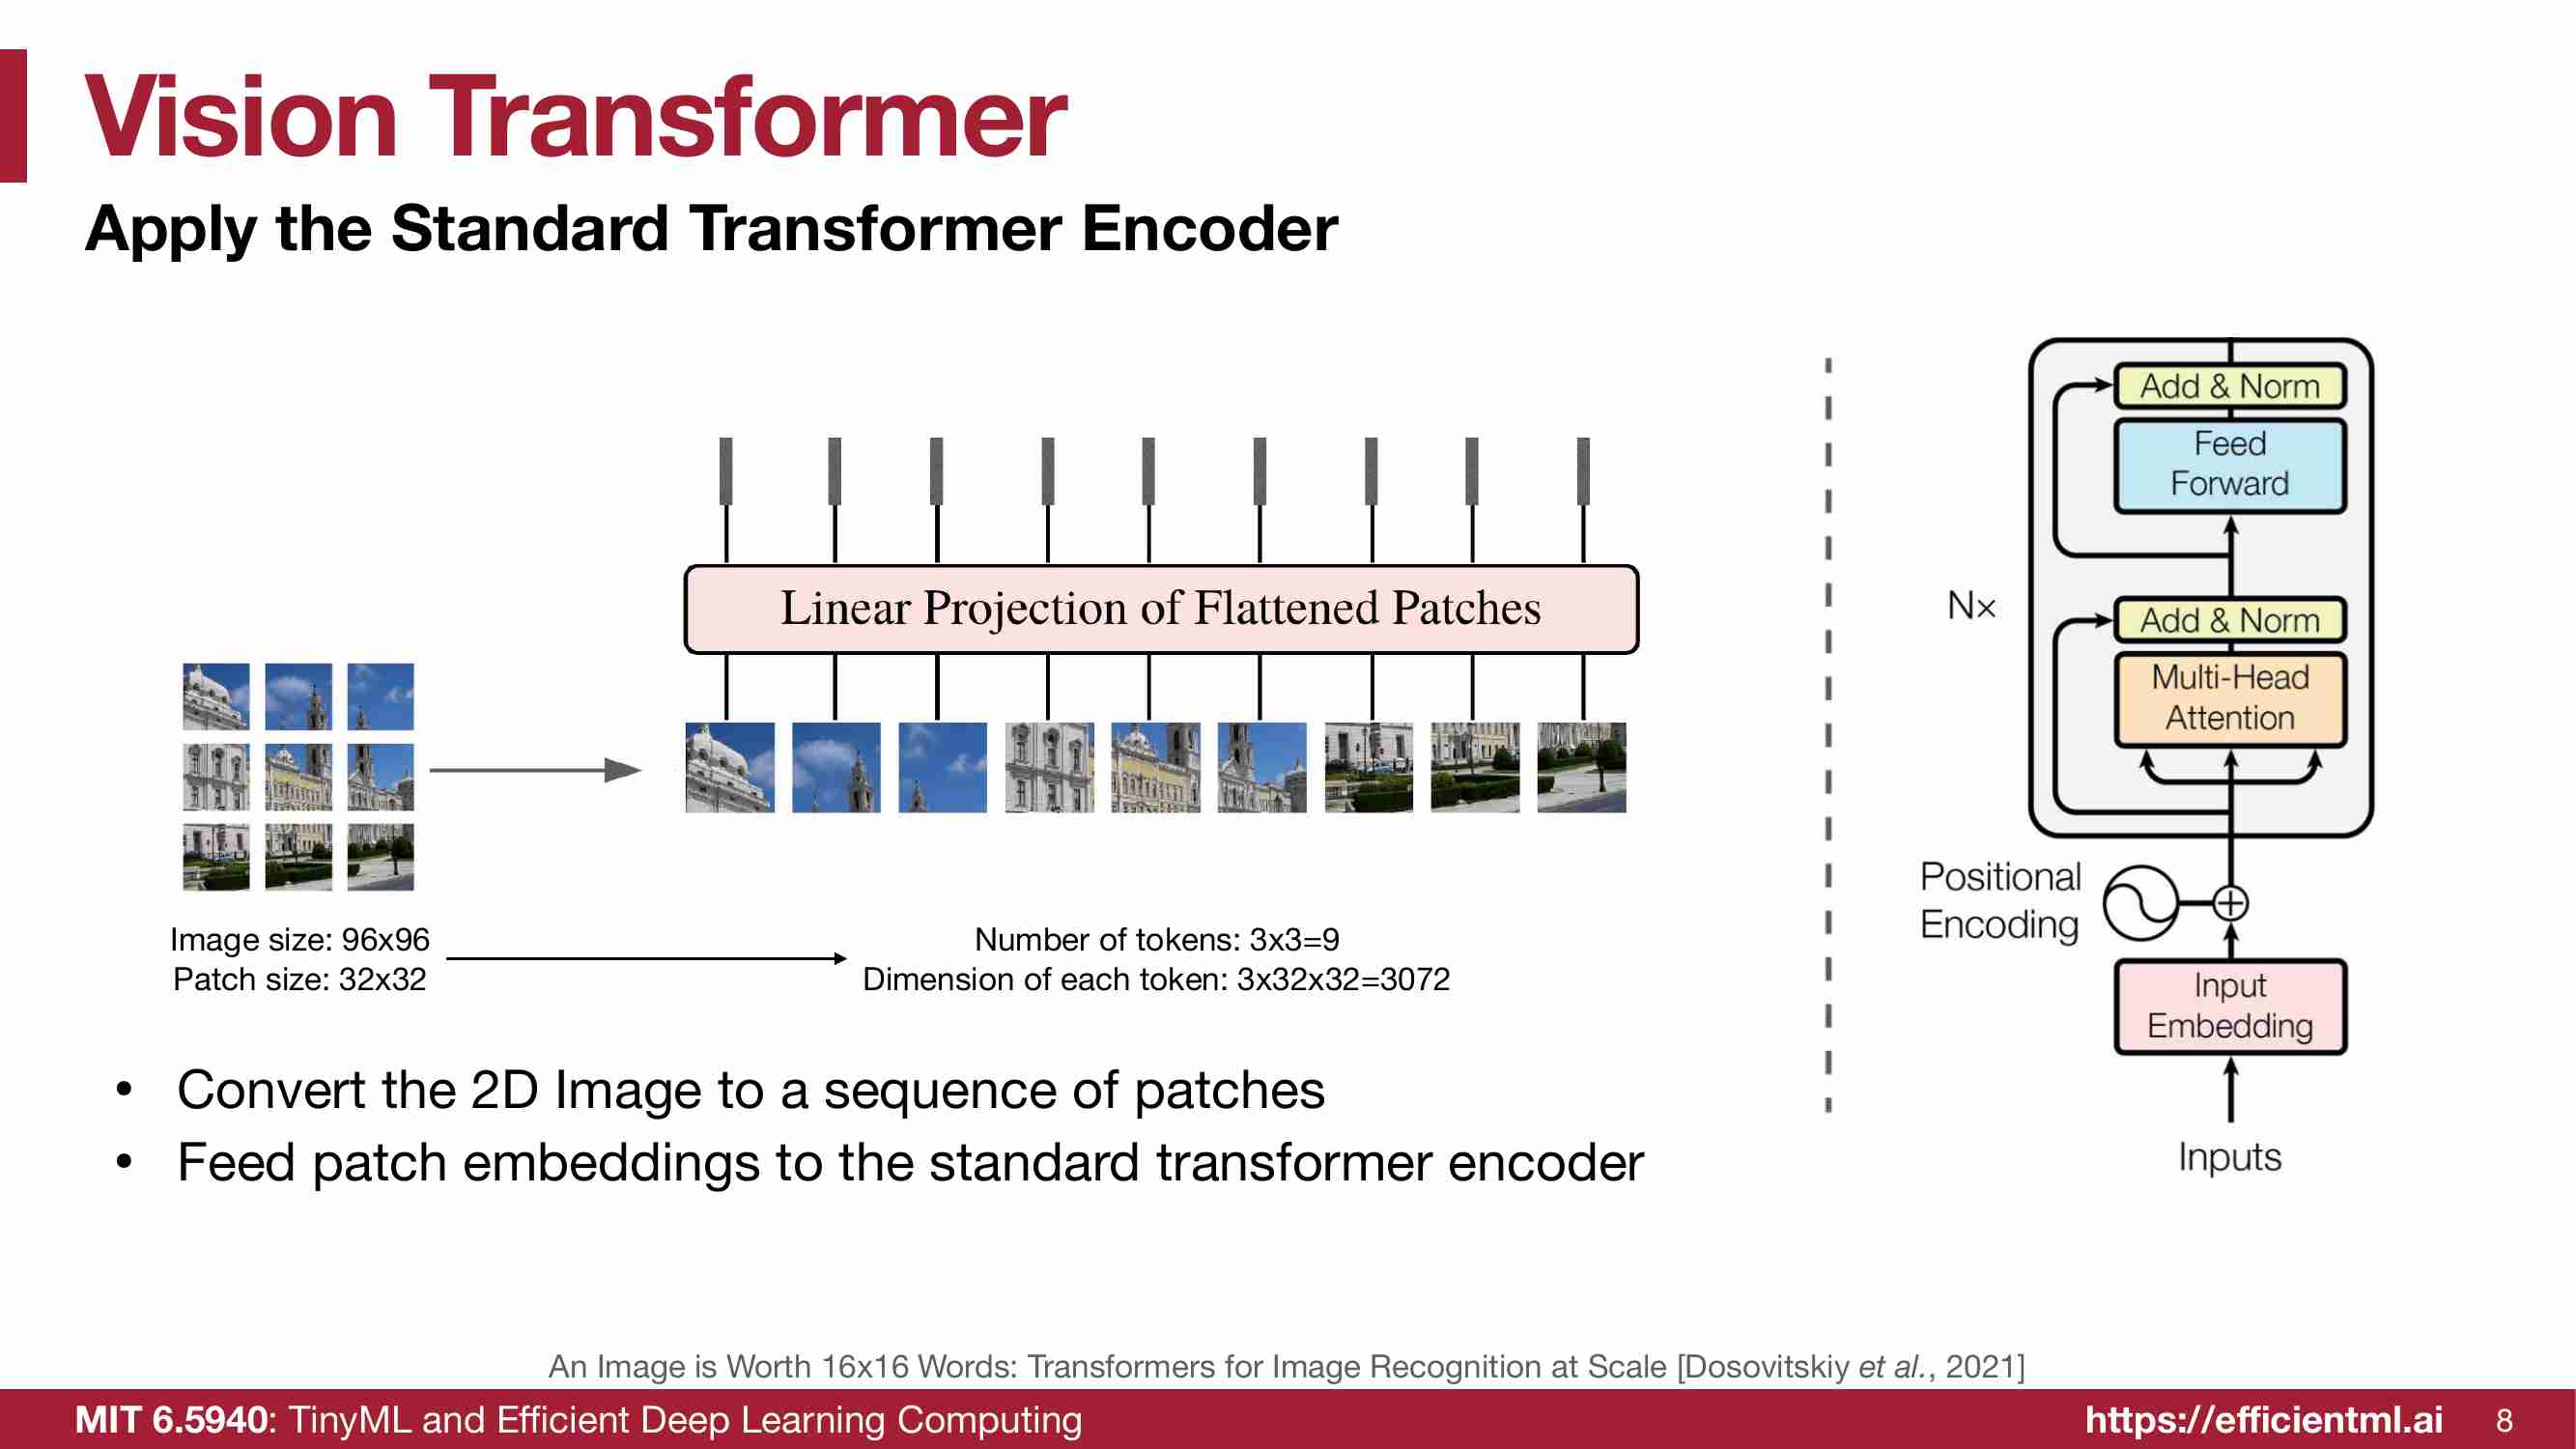 Vision Transformer
Apply the Standard Transformer Encoder
Linear Projection of Flattened Patches
Image size: 96x96
Patch size: 32x32
Number of tokens: 3x3=9
Dimension of each token: 3x32x32=3072
• Convert the 2D Image to a sequence of patches
• Feed patch embeddings to the standard transformer encoder
Add & Norm
Feed
Forward
N×
Add & Norm
Multi-Head
Attention
Positional
Encoding
Input
Embedding
Inputs
An Image is Worth 16x16 Words: Transformers for Image Recognition at Scale [Dosovitskiy et al., 2021]
MIT 6.5940: TinyML and Efficient Deep Learning Computing
https://efficientml.ai
8